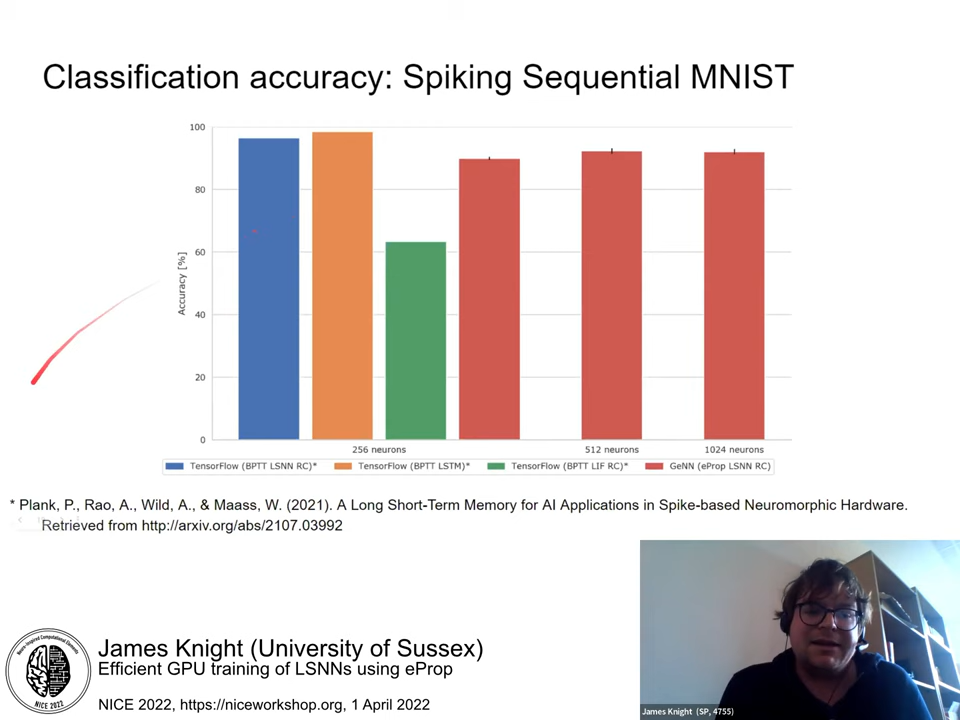 Classification accuracy: Spiking Sequential MNIST
100
80
60
40
20
0
Accuracy [%]
256 neurons
512 neurons
1024 neurons
TensorFlow (BPTT LSNN RC)*
TensorFlow (BPTT LSTM)*
TensorFlow (BPTT LIF RC)*
GeNN (eProp LSNN RC)
* Plank, P., Rao, A., Wild, A., & Maass, W. (2021). A Long Short-Term Memory for AI Applications in Spike-based Neuromorphic Hardware.
Retrieved from http://arxiv.org/abs/2107.03992
Neuro-Inspired Computational Elements
NICE 2022
James Knight (University of Sussex)
Efficient GPU training of LSNNs using eProp
NICE 2022, https://niceworkshop.org, 1 April 2022
James Knight (SP, 4755)